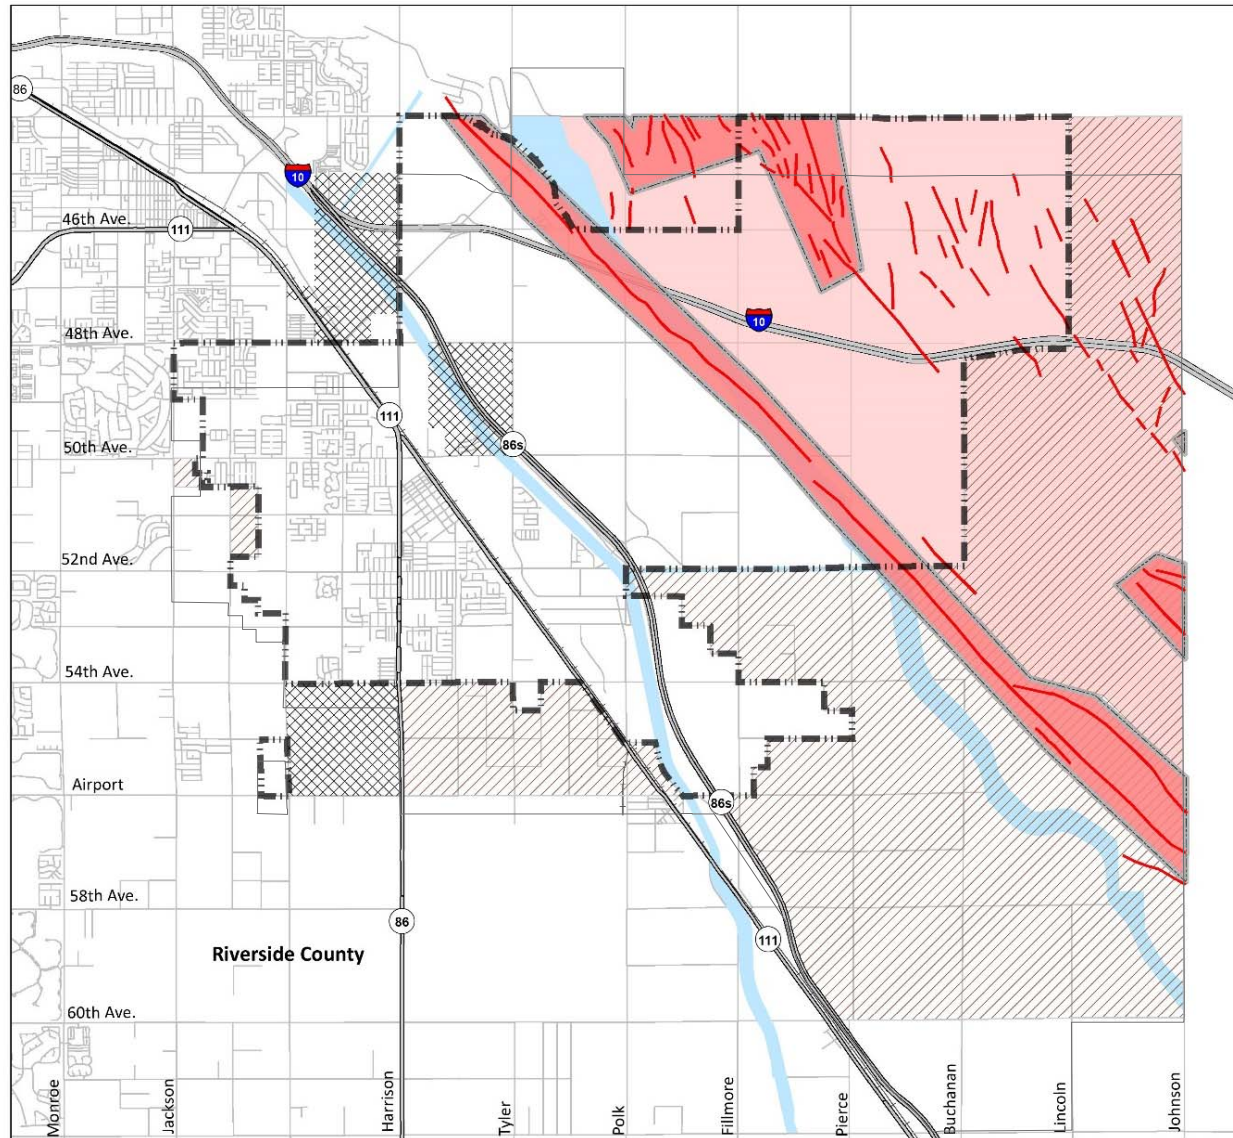 86
10
46th Ave.
111
10
48th Ave.
111
50th Ave.
86s
52nd Ave.
54th Ave.
Airport
86s
58th Ave.
86
111
Riverside County
60th Ave.
Monroe
Jackson
Harrison
Tyler
Polk
Fillmore
Pierce
Buchanan
Lincoln
Johnson